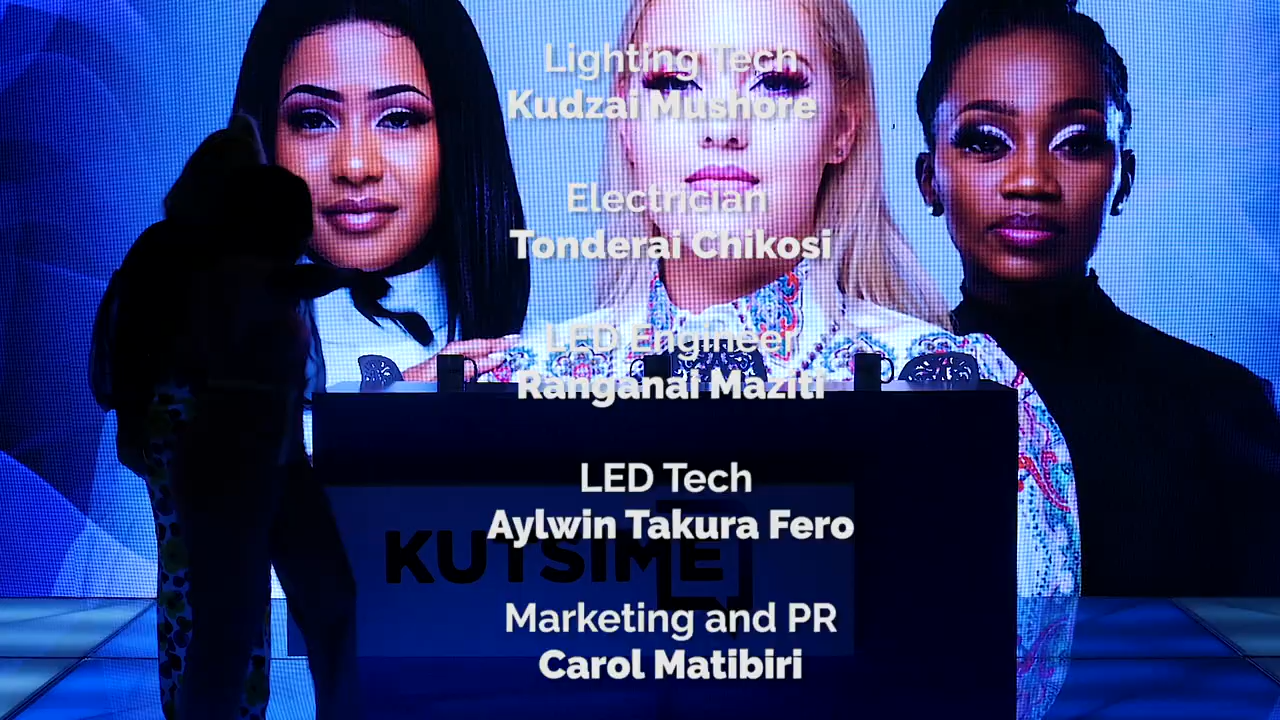 Lighting Tech
Kudzai Mushore
Electrician
Tonderai Chikosi
LED Engineer
Ranganai Maziti
LED Tech
Aylwin Takura Fero
KUTSIME
Marketing and PR
Carol Matibiri